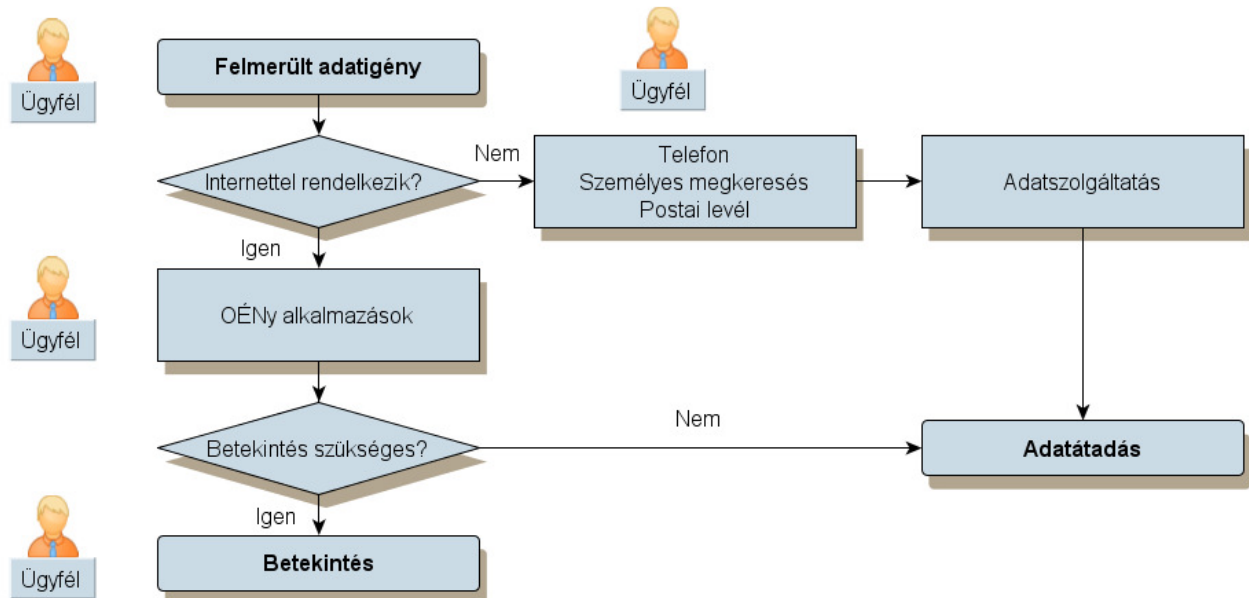 Ügyfél
Felmerült adatigény
Ügyfél
Internettel rendelkezik?
Nem
Telefon
Személyes megkeresés
Postai levél
Adatszolgáltatás
Igen
Ügyfél
OÉNy alkalmazások
Betekintés szükséges?
Nem
Adatátadás
Igen
Ügyfél
Betekintés